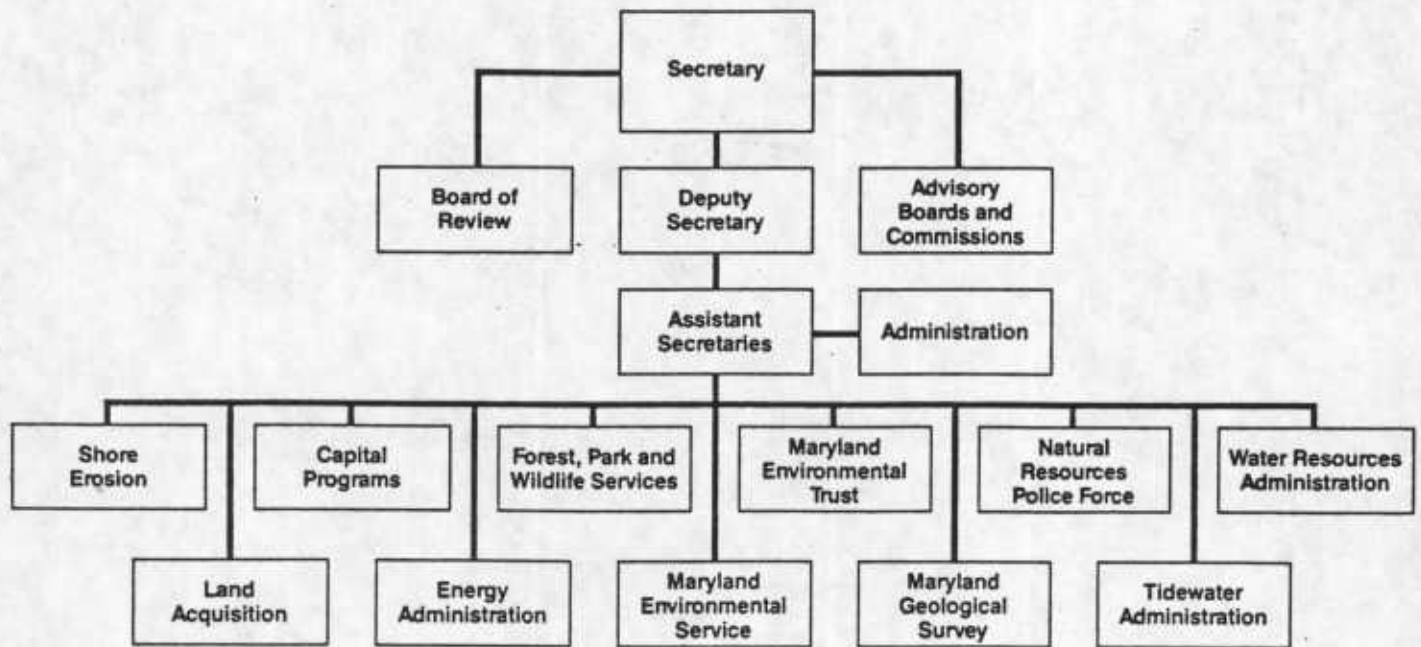 Secretary
Board of
Review
Deputy
Secretary
Advisory
Boards and
Commissions
Assistant
Secretaries
Administration
Shore
Erosion
Capital
Programs
Forest, Park and
Wildlife Services
Maryland
Environmental
Trust
Natural
Resources
Police Force
Water Resources
Administration
Land
Acquisition
Energy
Administration
Maryland
Environmental
Service
Maryland
Geological
Survey
Tidewater
Administration